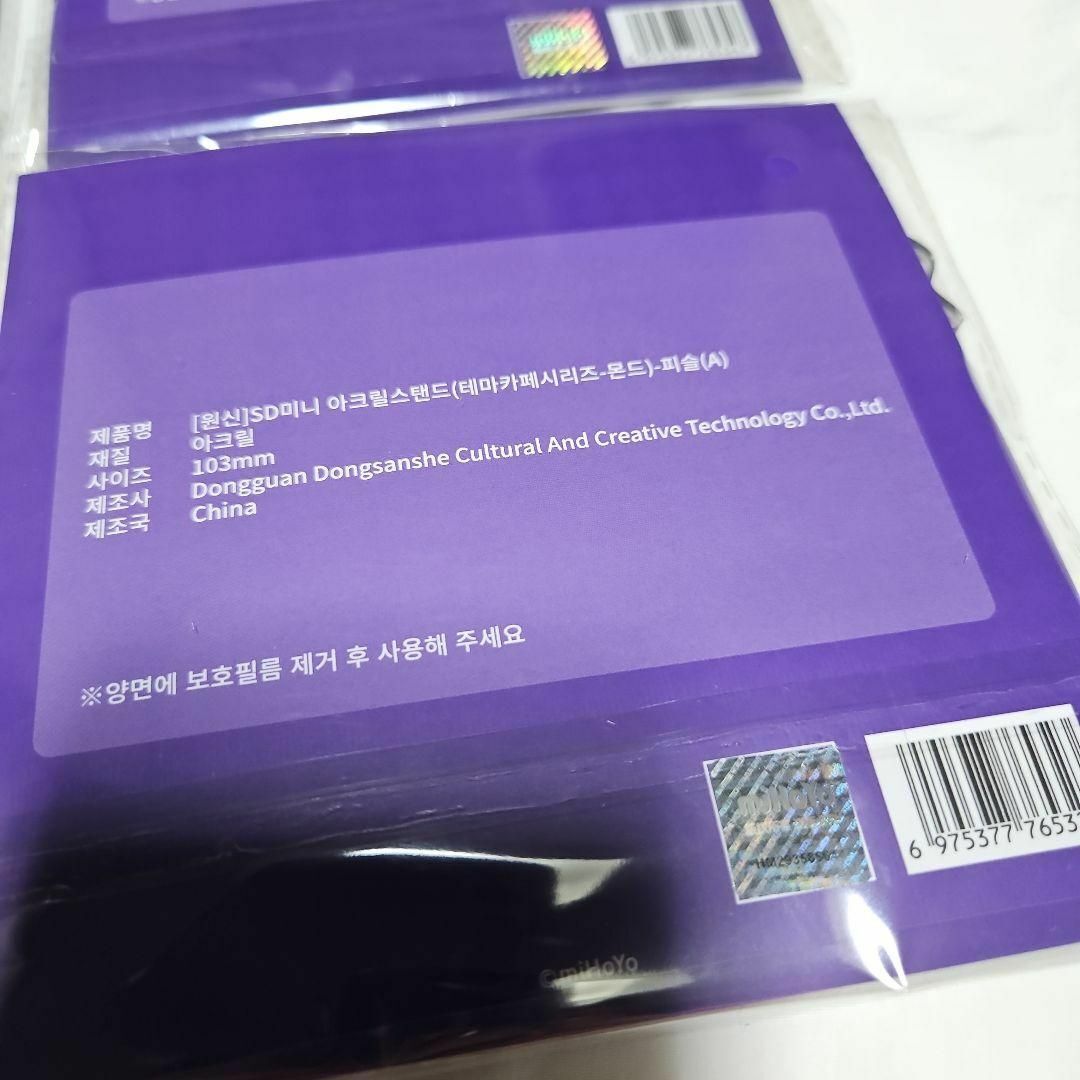 제품명 [원신]SD미니 아크릴스탠드(테마카페시리즈-몬드)-피슬(A)
재질 아크릴
사이즈 103mm
제조사 Dongguan Dongsanshe Cultural And Creative Technology Co.,Ltd.
제조국 China
※양면에 보호필름 제거 후 사용해 주세요
miHoYo
6 975377 76533
©miHoYo